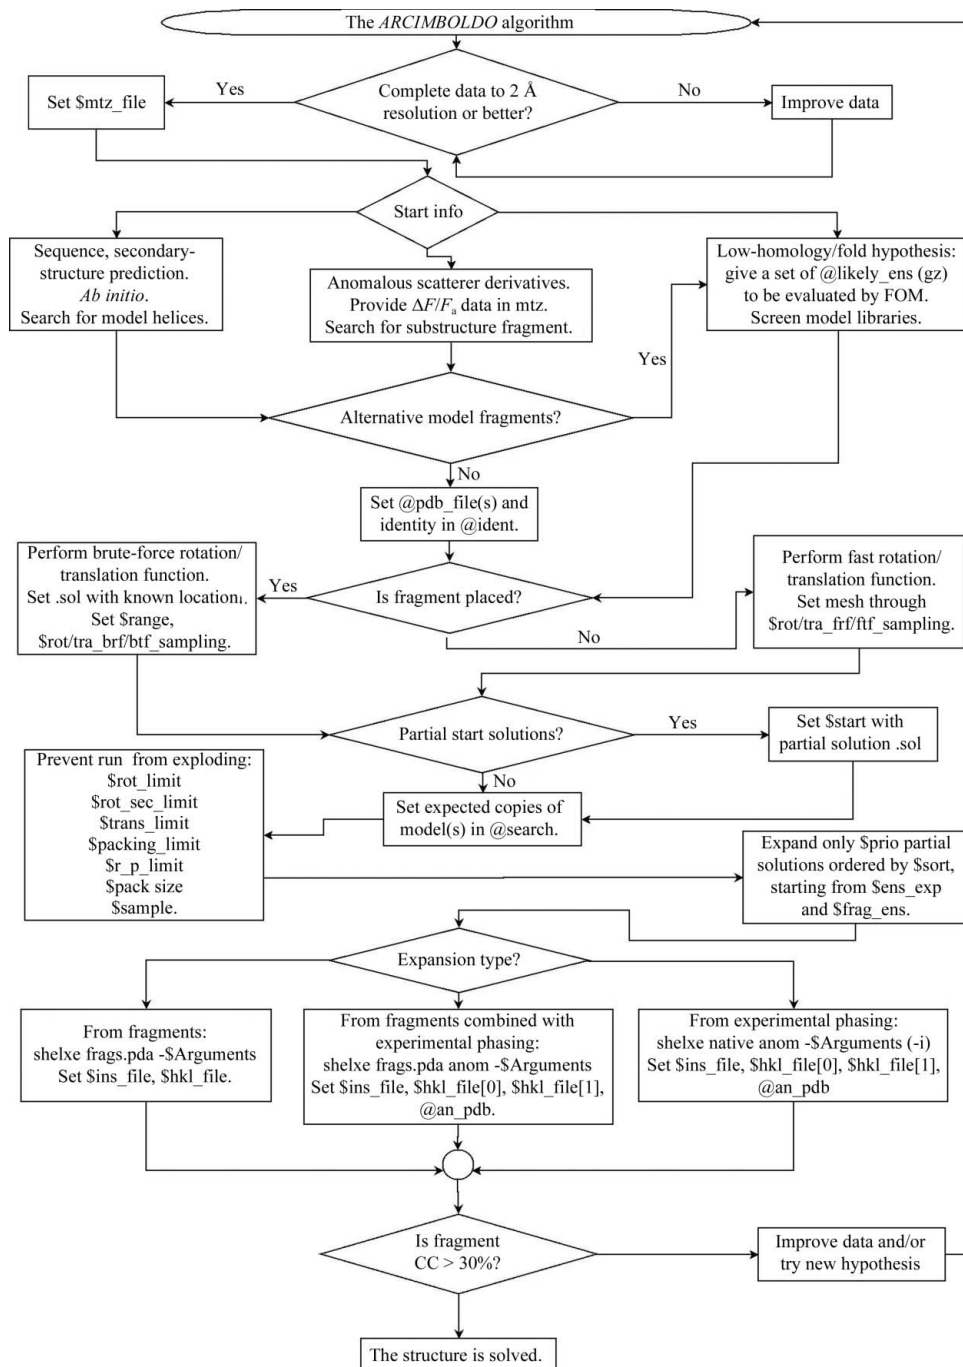 The ARCIMBOLDO algorithm
Complete data to 2 Å
resolution or better?
Yes
No
Set $mtz_file
Improve data
Start info
Sequence, secondary-
structure prediction.
Ab initio.
Search for model helices.
Anomalous scatterer derivatives.
Provide ΔF/Fa data in mtz.
Search for substructure fragment.
Low-homology/fold hypothesis:
give a set of @likely_ens (gz)
to be evaluated by FOM.
Screen model libraries.
Yes
Alternative model fragments?
No
Set @pdb_file(s) and
identity in @ident.
Perform brute-force rotation/
translation function.
Set .sol with known location.
Set $range,
$rot/tra_brf/btf_sampling.
Yes
Is fragment placed?
No
Perform fast rotation/
translation function.
Set mesh through
$rot/tra_frf/ftf_sampling.
Partial start solutions?
Yes
Set $start with
partial solution .sol
No
Prevent run from exploding:
$rot_limit
$rot_sec_limit
$trans_limit
$packing_limit
$r_p_limit
$pack size
$sample.
Set expected copies of
model(s) in @search.
Expand only $prio partial
solutions ordered by $sort,
starting from $ens_exp
and $frag_ens.
Expansion type?
From fragments:
shelxe frags.pda -$Arguments
Set $ins_file, $hkl_file.
From fragments combined with
experimental phasing:
shelxe frags.pda anom -$Arguments
Set $ins_file, $hkl_file[0], $hkl_file[1],
@an_pdb.
From experimental phasing:
shelxe native anom -$Arguments (-i)
Set $ins_file, $hkl_file[0], $hkl_file[1],
@an_pdb
Is fragment
CC > 30%?
Improve data and/or
try new hypothesis
The structure is solved.